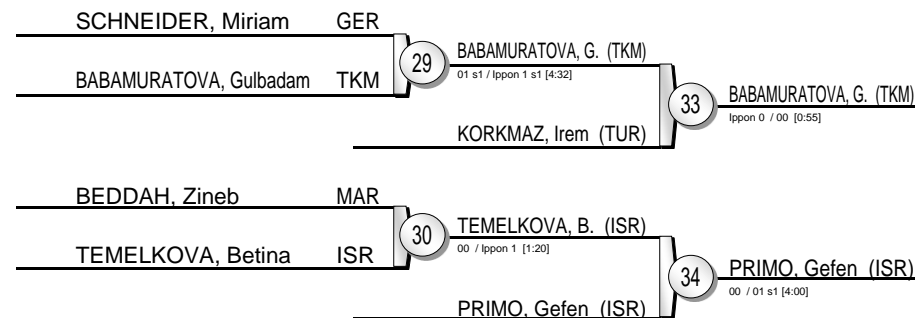 SCHNEIDER, Miriam GER
BABAMURATOVA, Gulbadam TKM
29
BABAMURATOVA, G. (TKM)
01 s1 / Ippon 1 s1 [4:32]
KORKMAZ, Irem (TUR)
33
BABAMURATOVA, G. (TKM)
Ippon 0 / 00 [0:55]
BEDDAH, Zineb MAR
TEMELKOVA, Betina ISR
30
TEMELKOVA, B. (ISR)
00 / Ippon 1 [1:20]
PRIMO, Gefen (ISR)
34
PRIMO, Gefen (ISR)
00 / 01 s1 [4:00]